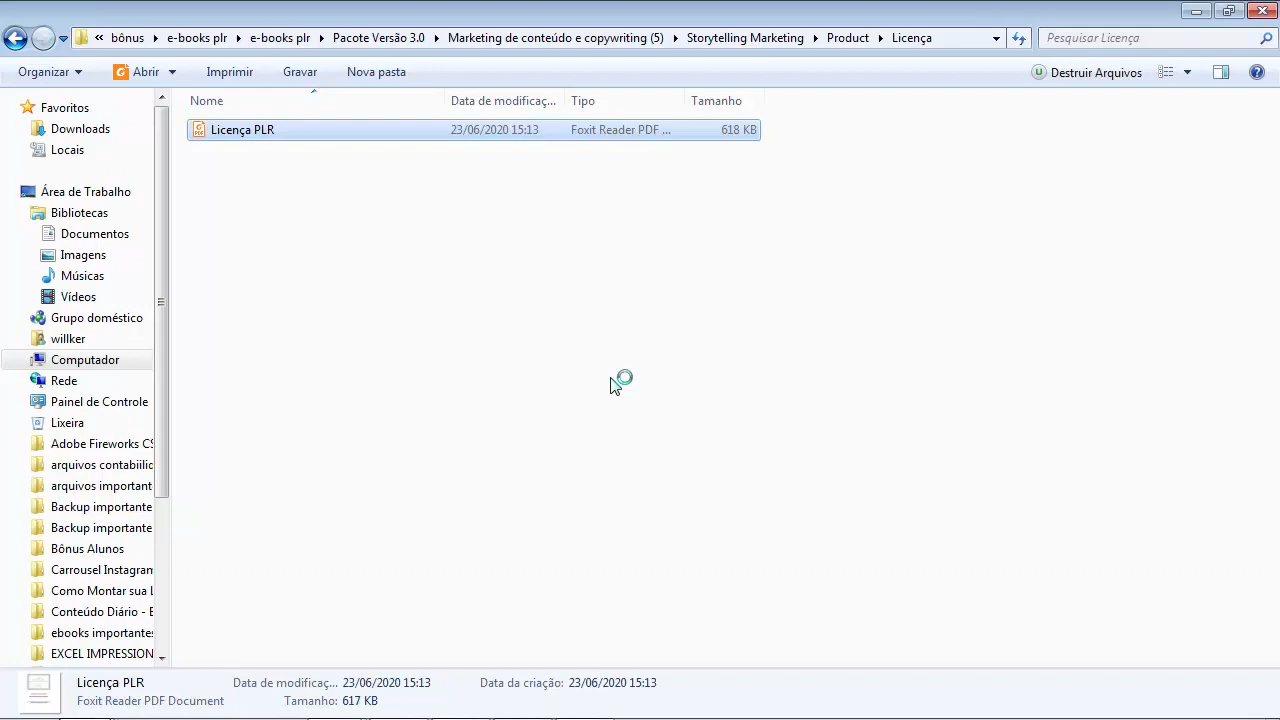 « bônus ▸ e-books plr ▸ e-books plr ▸ Pacote Versão 3.0 ▸ Marketing de conteúdo e copywriting (5) ▸ Storytelling Marketing ▸ Product ▸ Licença
Pesquisar Licença
Organizar Abrir Imprimir Gravar Nova pasta Destruir Arquivos
Nome Data de modificaç... Tipo Tamanho
Licença PLR 23/06/2020 15:13 Foxit Reader PDF ... 618 KB
Favoritos
Downloads
Locais
Área de Trabalho
Bibliotecas
Documentos
Imagens
Músicas
Vídeos
Grupo doméstico
willker
Computador
Rede
Painel de Controle
Lixeira
Adobe Fireworks CS
arquivos contabiilic
arquivos important
Backup importante
Backup importante
Bônus Alunos
Carrousel Instagram
Como Montar sua L
Conteúdo Diário - E
ebooks importantes
EXCEL IMPRESSION
Licença PLR Data de modificaç... 23/06/2020 15:13 Data da criação: 23/06/2020 15:13
Foxit Reader PDF Document Tamanho: 617 KB